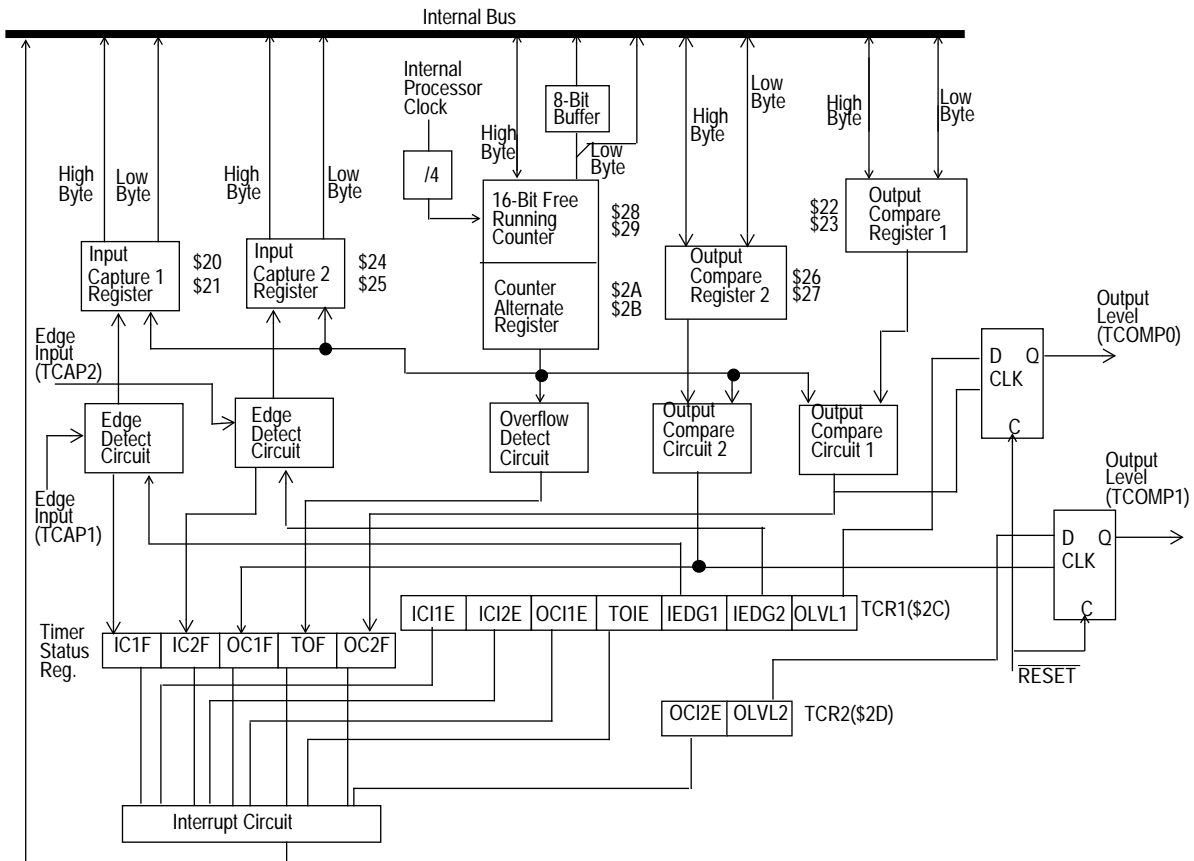 Internal Bus
High
Byte
Low
Byte
High
Byte
Low
Byte
Internal
Processor
Clock
/4
High
Byte
8-Bit
Buffer
Low
Byte
High
Byte
Low
Byte
High
Byte
Low
Byte
Input
Capture 1
Register
$20
$21
Input
Capture 2
Register
$24
$25
16-Bit Free
Running
Counter
$28
$29
Counter
Alternate
Register
$2A
$2B
Output
Compare
Register 2
$26
$27
$22
$23
Output
Compare
Register 1
Edge
Input
(TCAP2)
Edge
Detect
Circuit
Edge
Detect
Circuit
Overflow
Detect
Circuit
Output
Compare
Circuit 2
Output
Compare
Circuit 1
D Q
CLK
C
Output
Level
(TCOMP0)
Edge
Input
(TCAP1)
D Q
CLK
C
Output
Level
(TCOMP1)
RESET
ICI1E ICI2E OCI1E TOIE IEDG1 IEDG2 OLVL1 TCR1($2C)
Timer
Status
Reg.
IC1F IC2F OC1F TOF OC2F
OCI2E OLVL2 TCR2($2D)
Interrupt Circuit